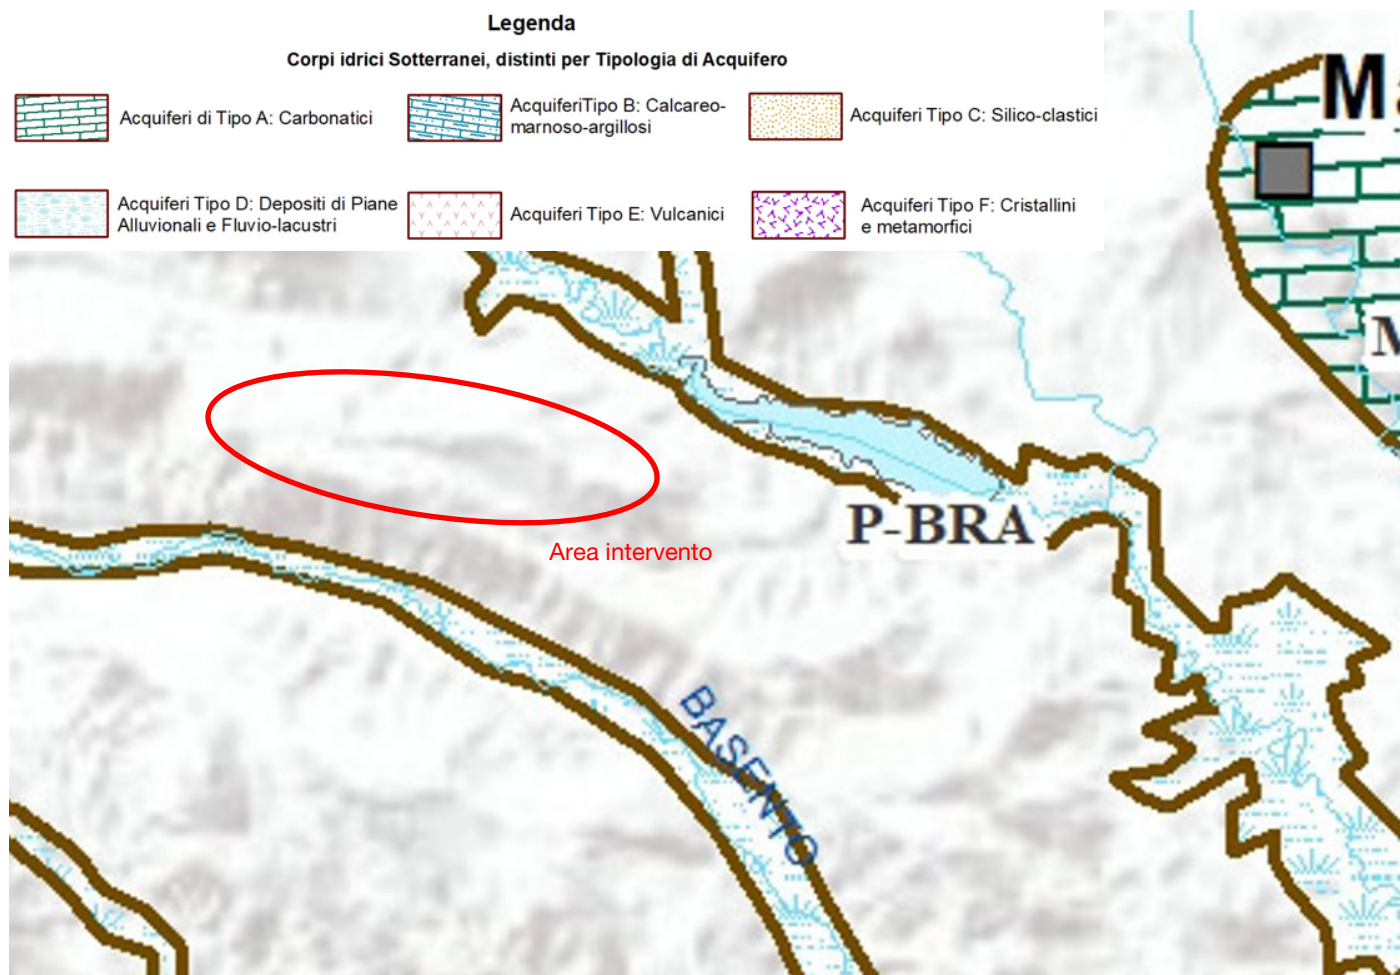 Legenda
Corpi idrici Sotterranei, distinti per Tipologia di Acquifero
Acquiferi di Tipo A: Carbonatici
AcquiferiTipo B: Calcareo-
marnoso-argillosi
Acquiferi Tipo C: Silico-clastici
Acquiferi Tipo D: Depositi di Piane
Alluvionali e Fluvio-lacustri
Acquiferi Tipo E: Vulcanici
Acquiferi Tipo F: Cristallini
e metamorfici
P-BRA
Area intervento
BASENTO